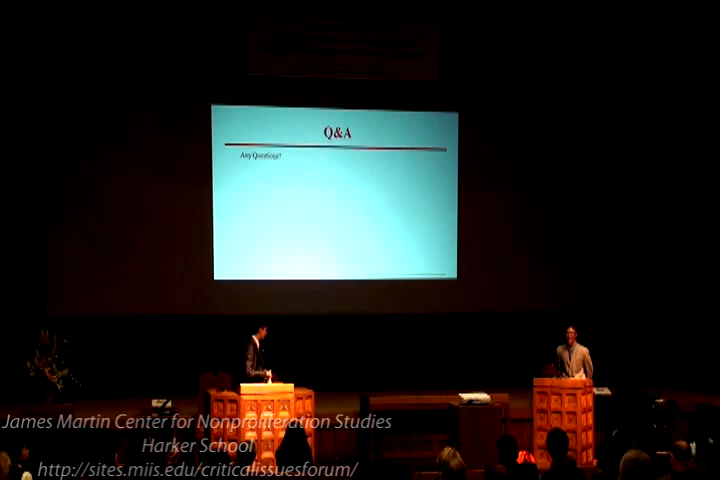 Q&A
Any Questions?
James Martin Center for Nonproliferation Studies
Harker School
http://sites.miis.edu/criticalissuesforum/